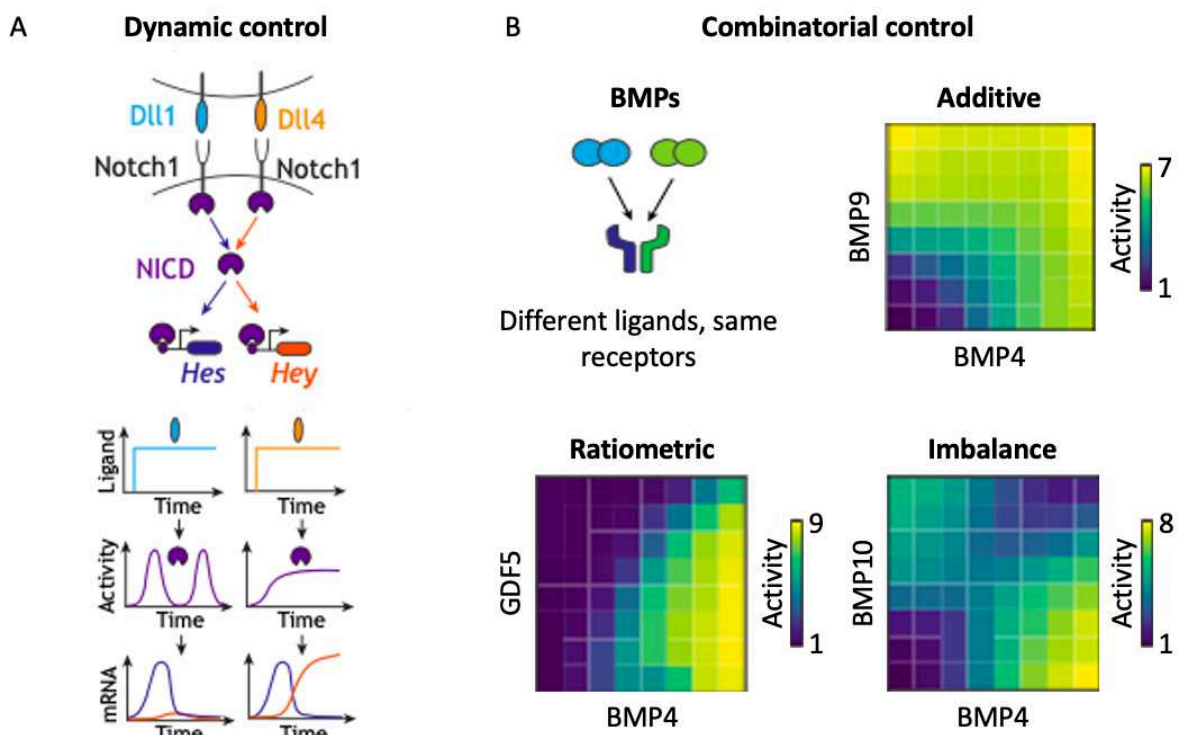 A
Dynamic control
Dll1
Dll4
Notch1
Notch1
NICD
Hes
Hey
Ligand
Time
Time
Activity
Time
Time
mRNA
Time
Time
B
Combinatorial control
BMPs
Different ligands, same
receptors
Additive
BMP9
BMP4
7
Activity
1
Ratiometric
GDF5
BMP4
9
Activity
1
Imbalance
BMP10
BMP4
8
Activity
1